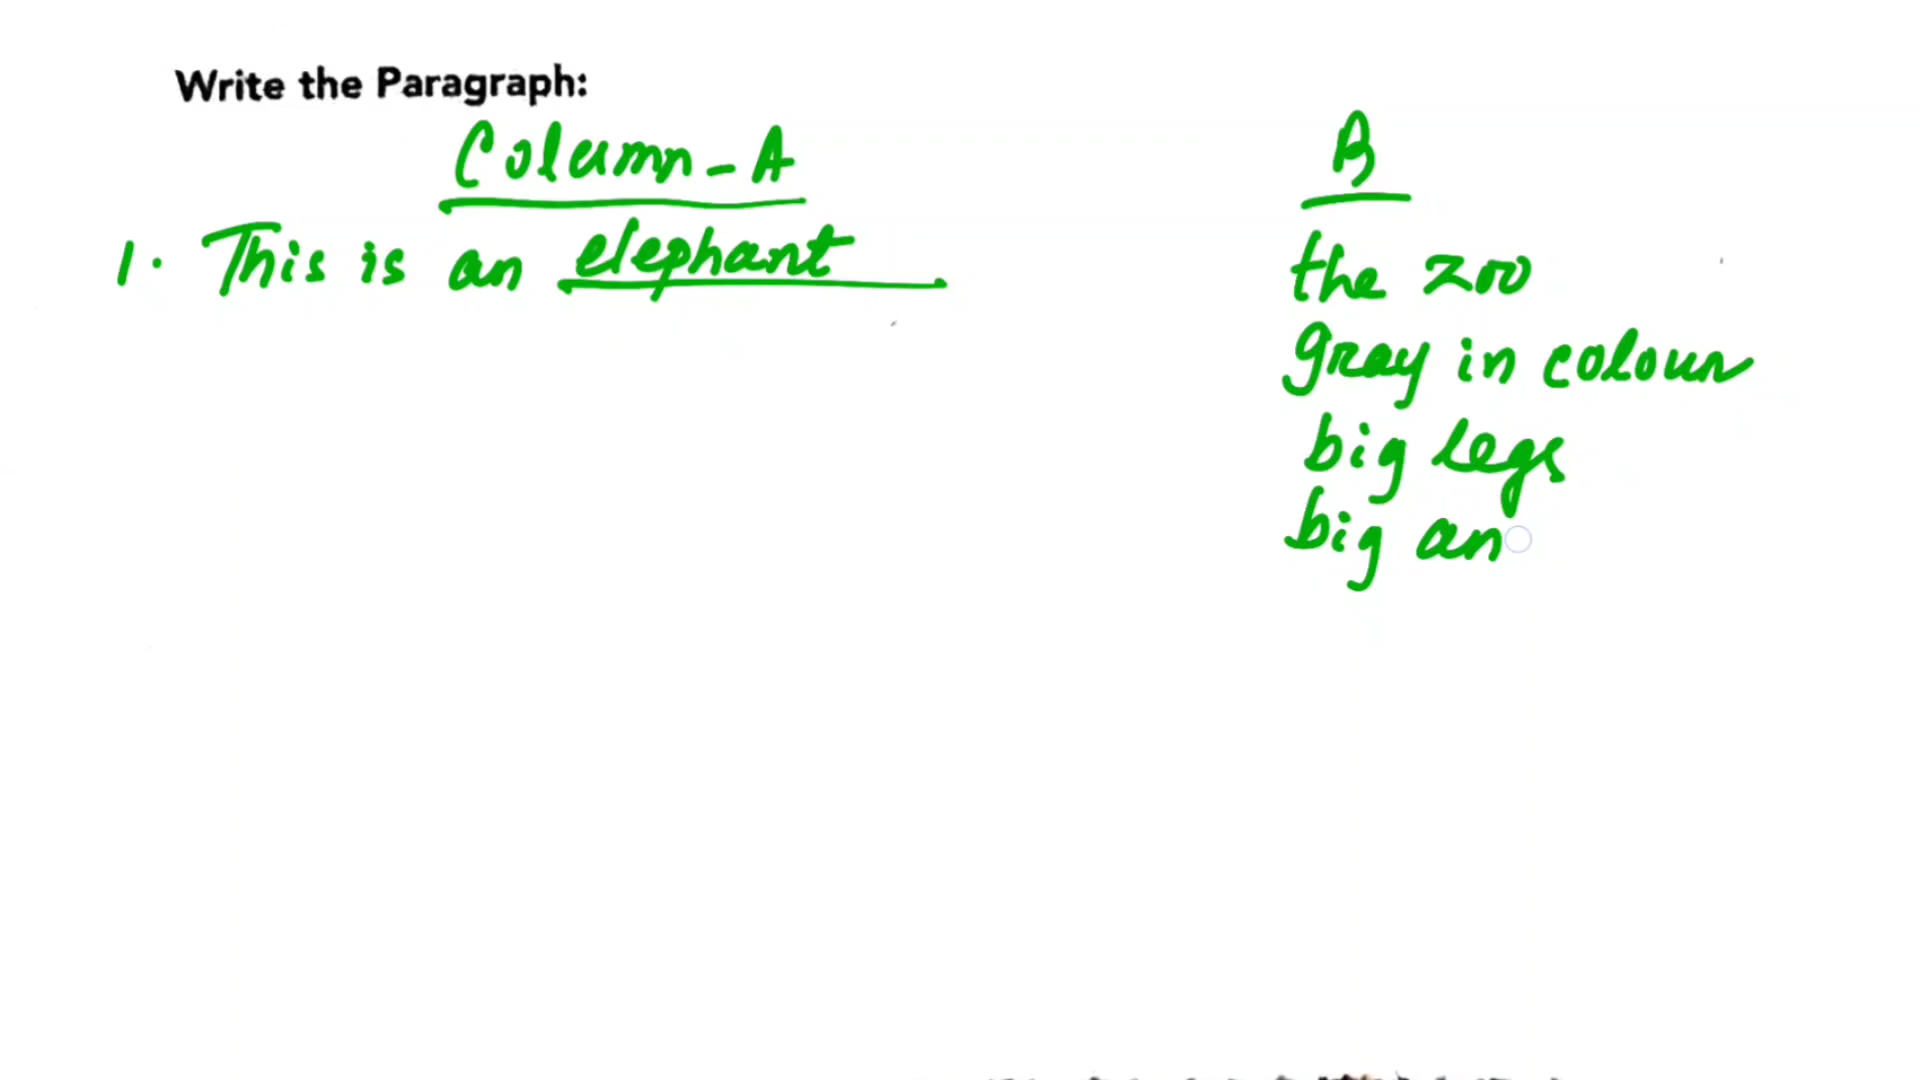 Write the Paragraph:
Column-A
B
1. This is an elephant
the zoo
gray in colour
big legs
big an